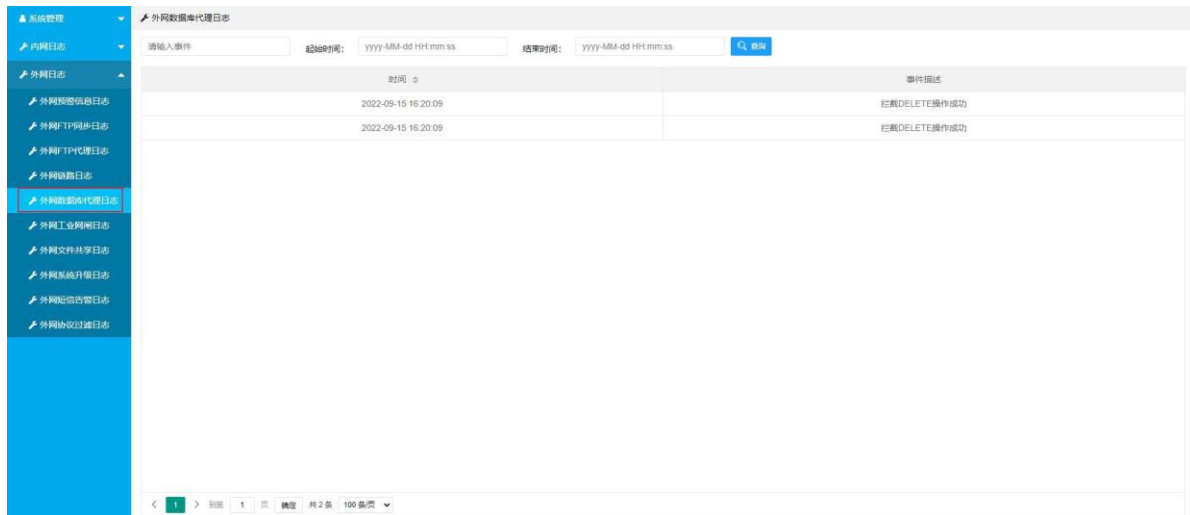 系统管理
内网日志
外网日志
外网预警信息日志
外网FTP同步日志
外网FTP代理日志
外网链路日志
外网数据库代理日志
外网工业网闸日志
外网文件共享日志
外网系统升级日志
外网短信告警日志
外网协议过滤日志
外网数据库代理日志
请输入事件 起始时间: yyyy-MM-dd HH:mm:ss 结束时间: yyyy-MM-dd HH:mm:ss 查询
时间 事件描述
2022-09-15 16:20:09 拦截DELETE操作成功
2022-09-15 16:20:09 拦截DELETE操作成功
1 到第 1 页 确定 共 2 条 100 条/页